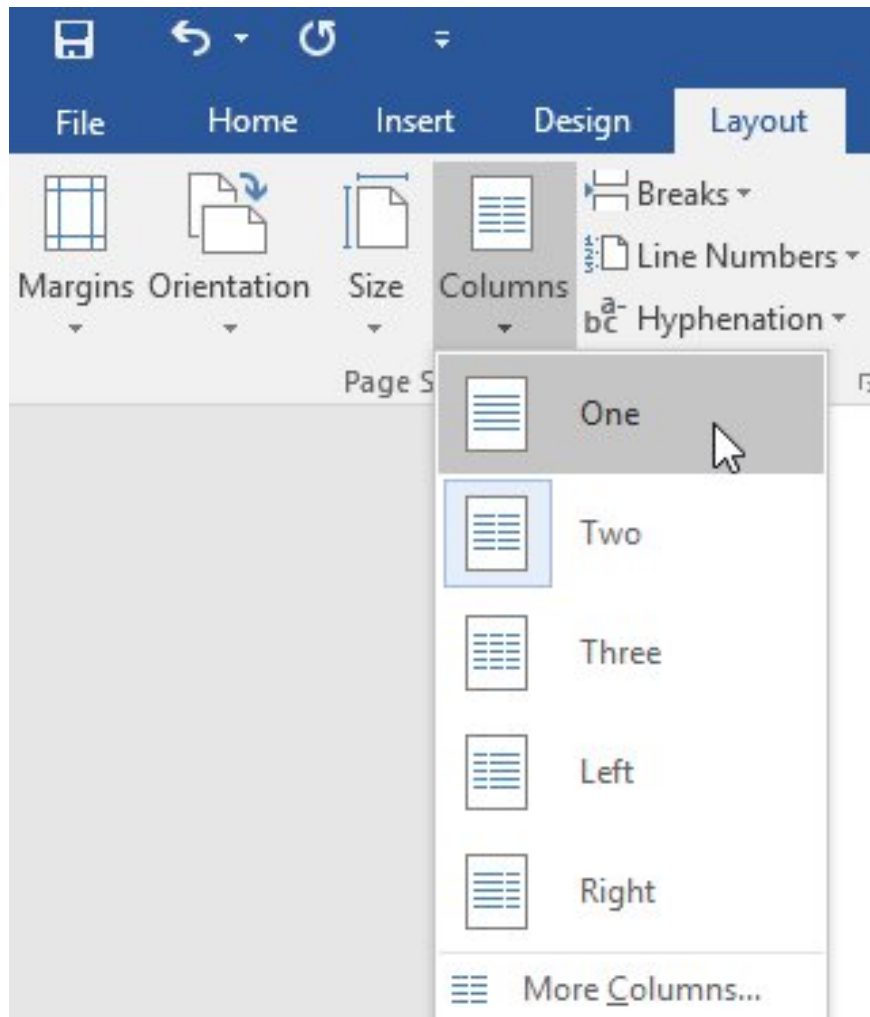 File Home Insert Design Layout
Breaks
Line Numbers
Margins Orientation Size Columns
Hyphenation
Page S
One
Two
Three
Left
Right
More Columns...